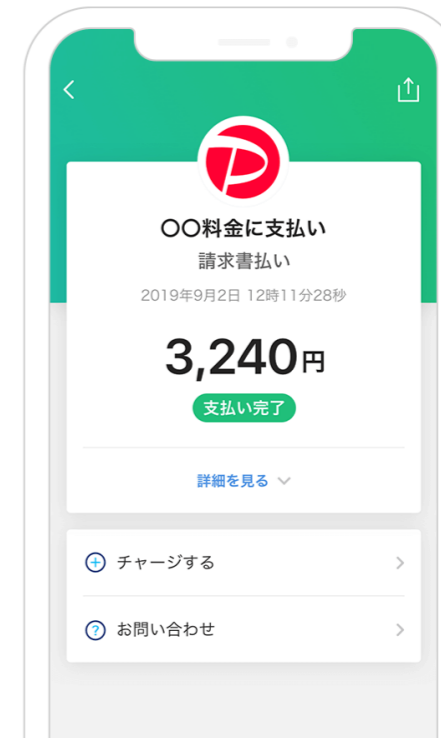 〇〇料金に支払い
請求書払い
2019年9月2日 12時11分28秒
3,240円
支払い完了
詳細を見る
チャージする
お問い合わせ